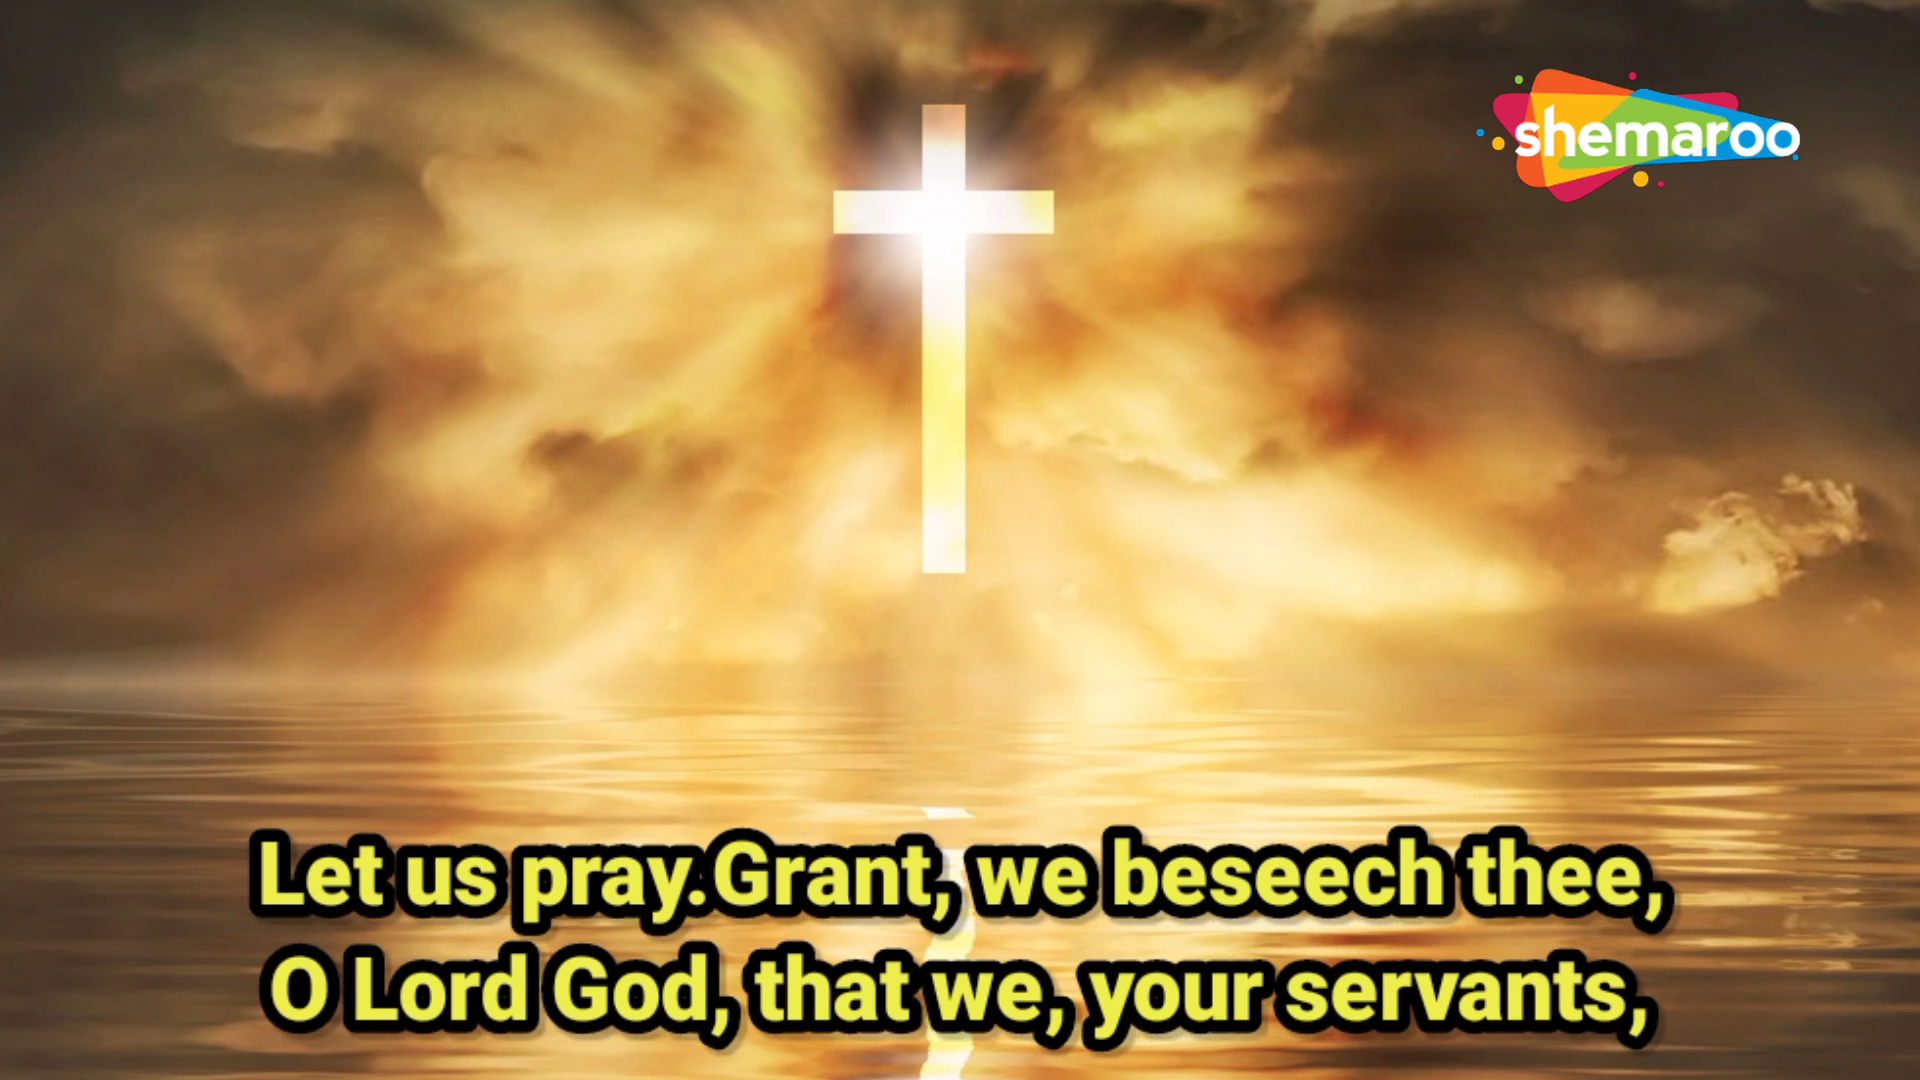 shemaroo
Let us pray.Grant, we beseech thee,
O Lord God, that we, your servants,